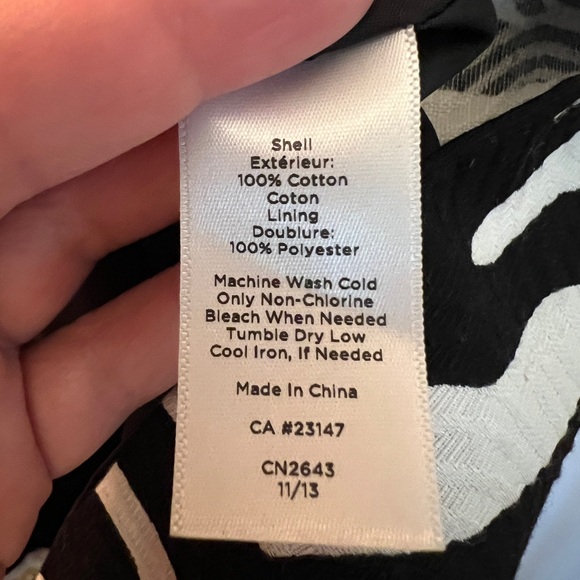 Shell
Extérieur:
100% Cotton
Coton
Lining
Doublure:
100% Polyester
Machine Wash Cold
Only Non-Chlorine
Bleach When Needed
Tumble Dry Low
Cool Iron, If Needed
Made In China
CA #23147
CN2643
11/13